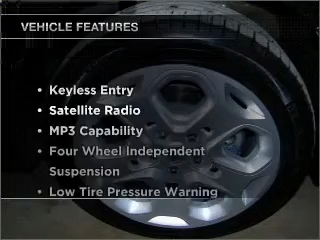 VEHICLE FEATURES
• Keyless Entry
• Satellite Radio
• MP3 Capability
• Four Wheel Independent
Suspension
• Low Tire Pressure Warning